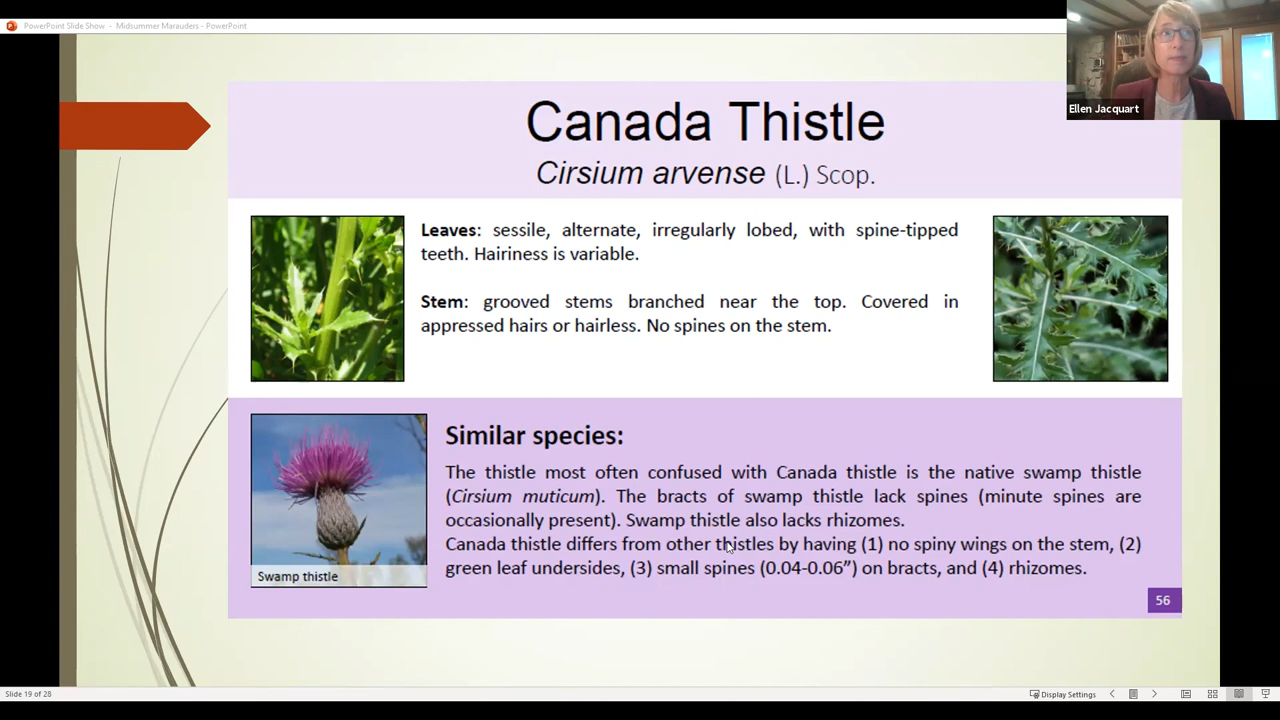 PowerPoint Slide Show - Midsummer Marauders - PowerPoint
Ellen Jacquart
Canada Thistle
Cirsium arvense (L.) Scop.
Leaves: sessile, alternate, irregularly lobed, with spine-tipped
teeth. Hairiness is variable.
Stem: grooved stems branched near the top. Covered in
appressed hairs or hairless. No spines on the stem.
Similar species:
The thistle most often confused with Canada thistle is the native swamp thistle
(Cirsium muticum). The bracts of swamp thistle lack spines (minute spines are
occasionally present). Swamp thistle also lacks rhizomes.
Canada thistle differs from other thistles by having (1) no spiny wings on the stem, (2)
green leaf undersides, (3) small spines (0.04-0.06”) on bracts, and (4) rhizomes.
Swamp thistle
56
Slide 19 of 28
Display Settings